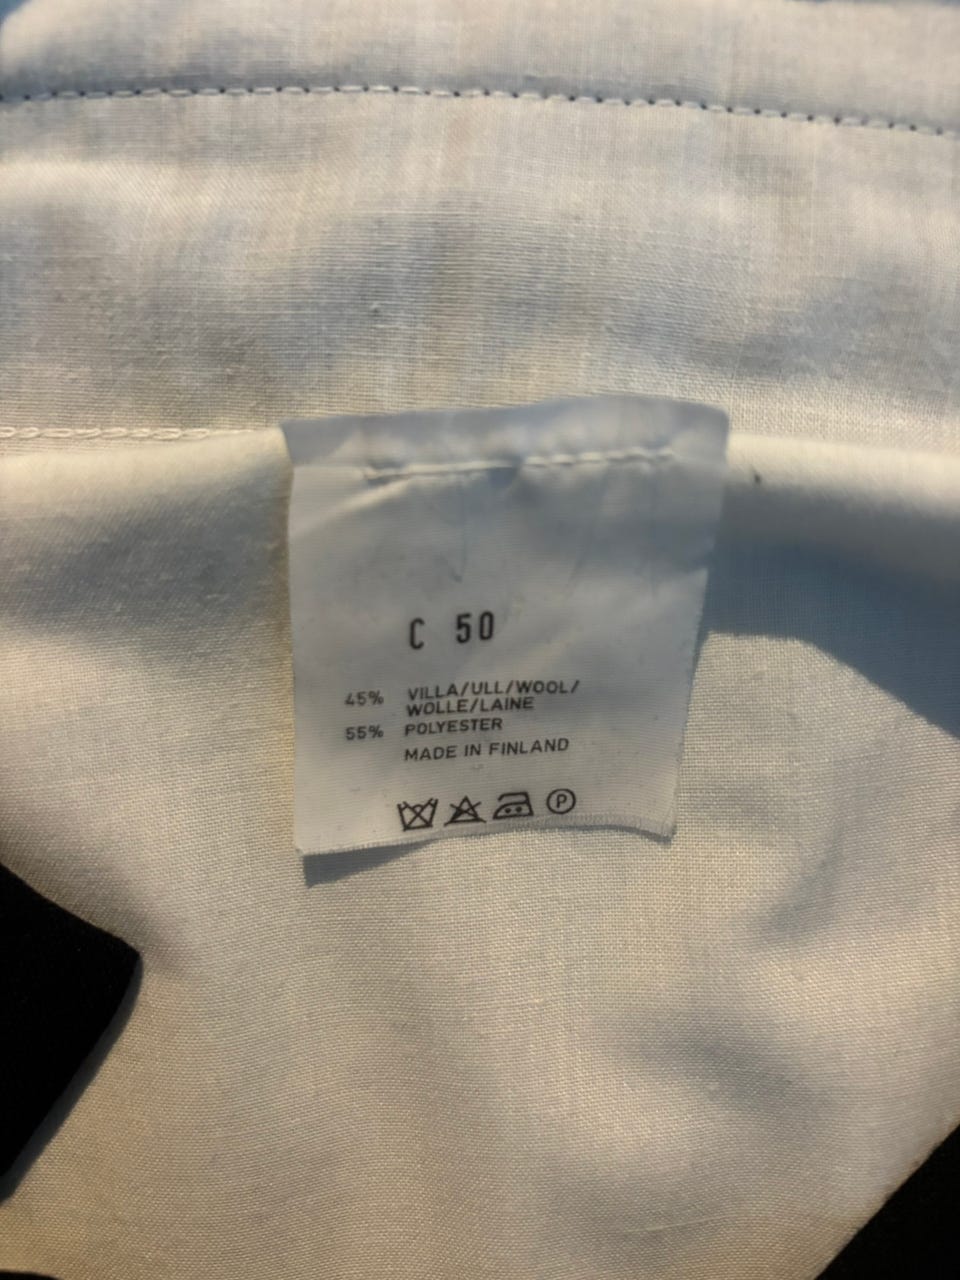 C 50
45% VILLA/ULL/WOOL/
WOLLE/LAINE
55% POLYESTER
MADE IN FINLAND
P